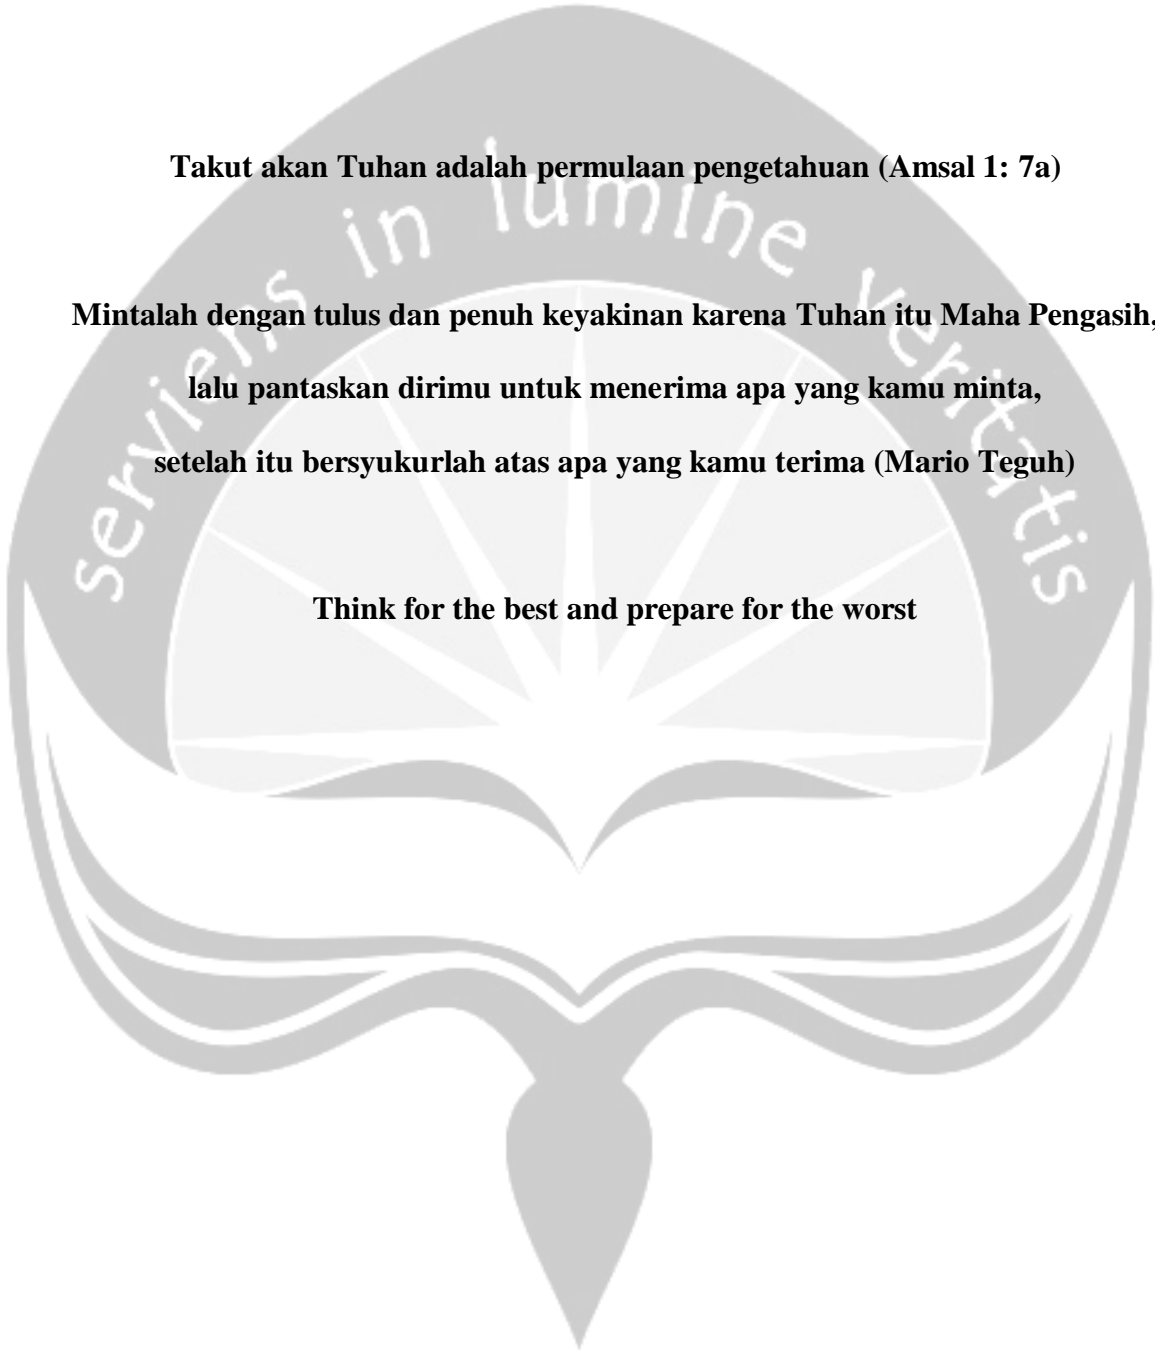 Takut akan Tuhan adalah permulaan pengetahuan (Amsal 1: 7a)
serviens in lumine veritatis
Mintalah dengan tulus dan penuh keyakinan karena Tuhan itu Maha Pengasih,
lalu pantaskan dirimu untuk menerima apa yang kamu minta,
setelah itu bersyukurlah atas apa yang kamu terima (Mario Teguh)
Think for the best and prepare for the worst